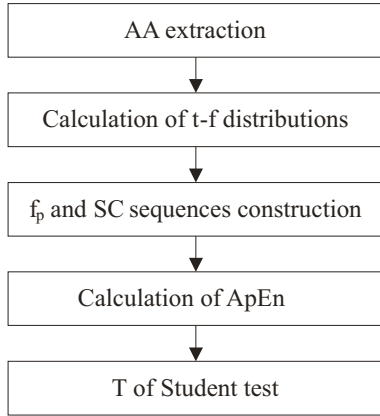 AA extraction
Calculation of t-f distributions
fₚ and SC sequences construction
Calculation of ApEn
T of Student test